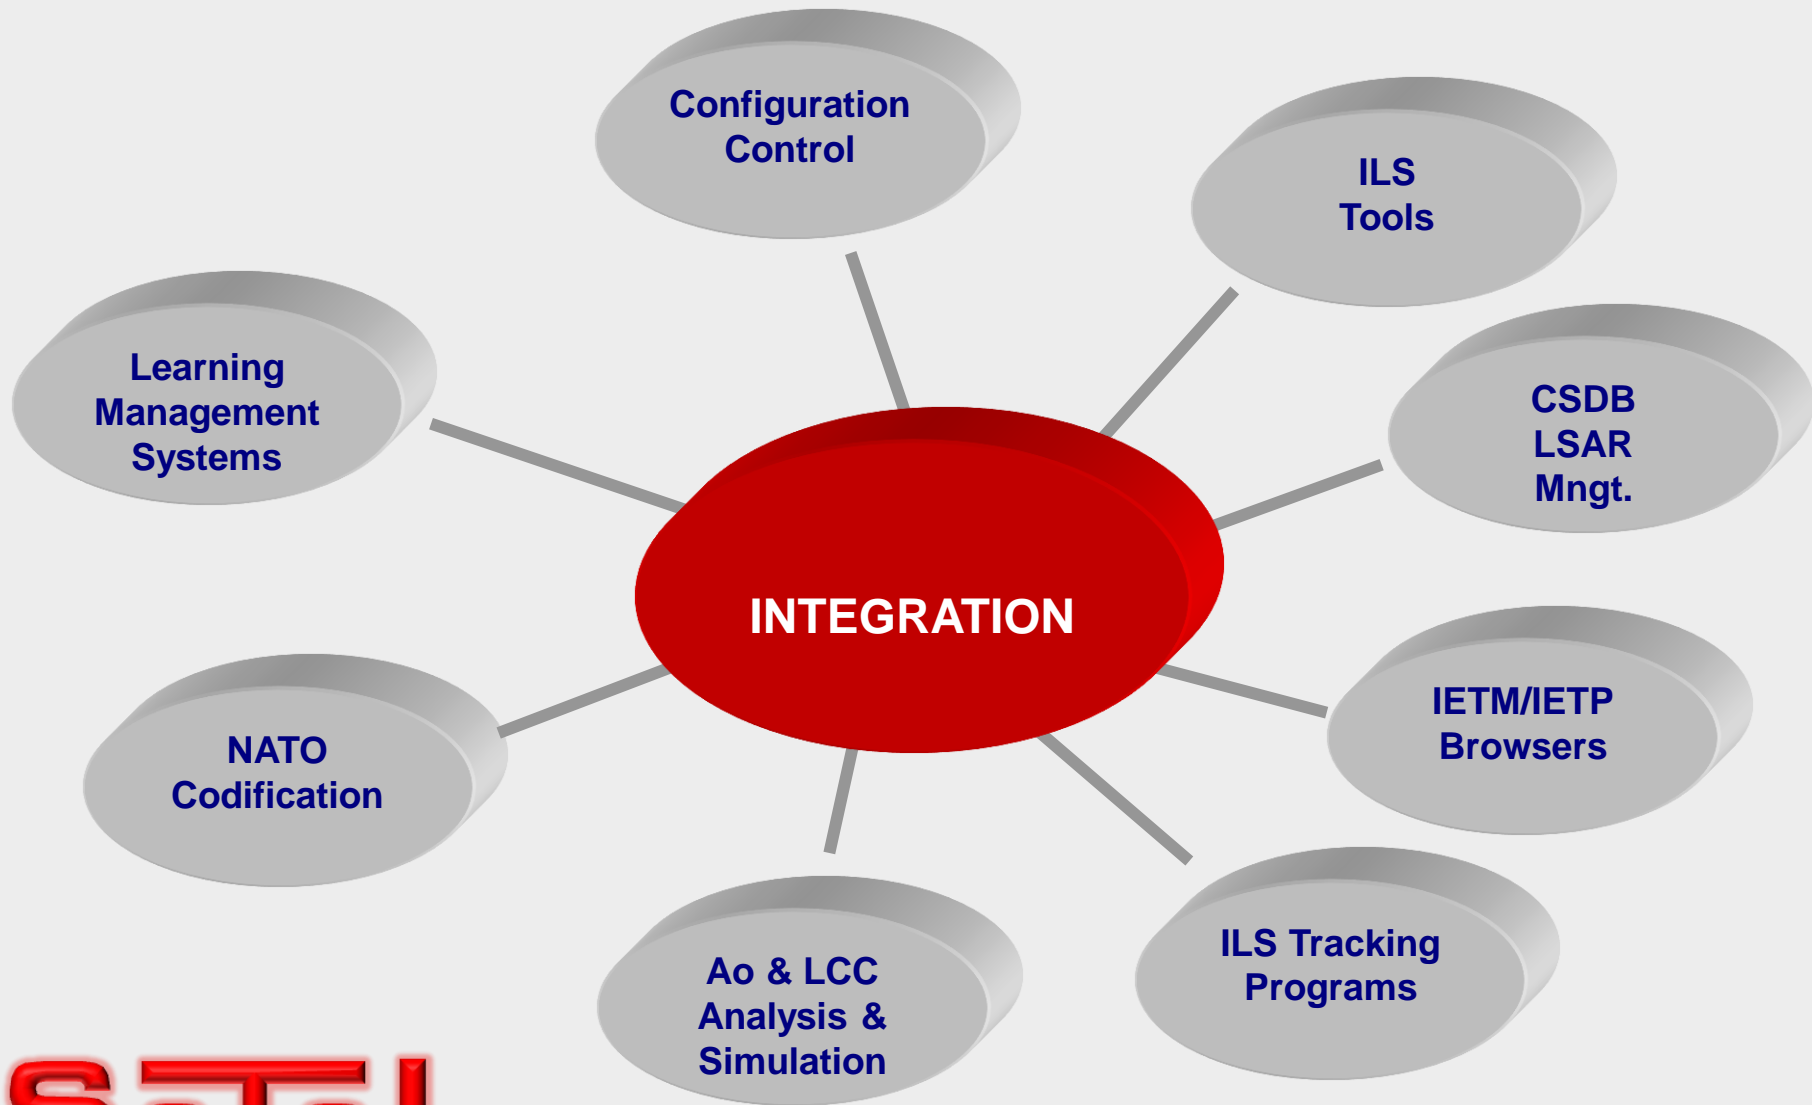 Configuration
Control
ILS
Tools
Learning
Management
Systems
CSDB
LSAR
Mngt.
INTEGRATION
IETM/IETP
Browsers
NATO
Codification
ILS Tracking
Programs
Ao & LCC
Analysis &
Simulation